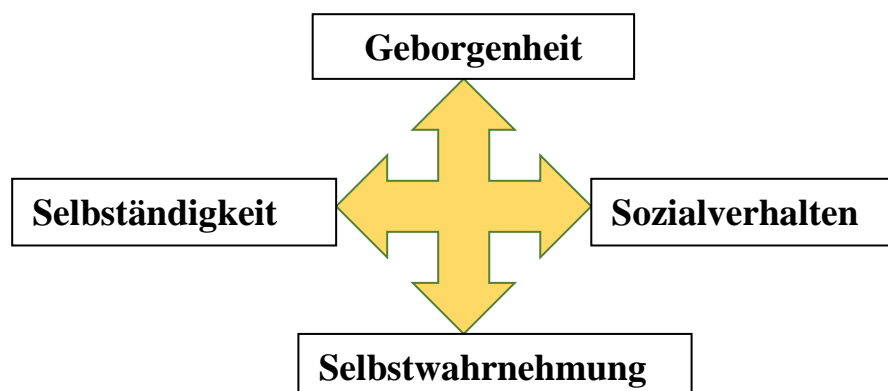 Geborgenheit
Selbständigkeit
Sozialverhalten
Selbstwahrnehmung